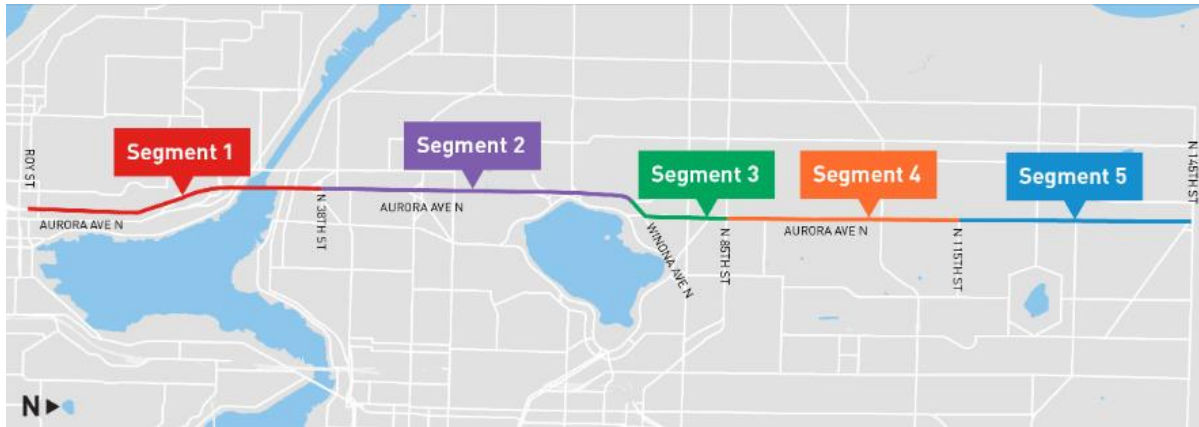 Segment 1
Segment 2
Segment 3
Segment 4
Segment 5
ROY ST.
AURORA AVE N
N 38TH ST
AURORA AVE N
WINONA AVE N
N 85TH ST
AURORA AVE N
N 115TH ST
N 145TH ST
N